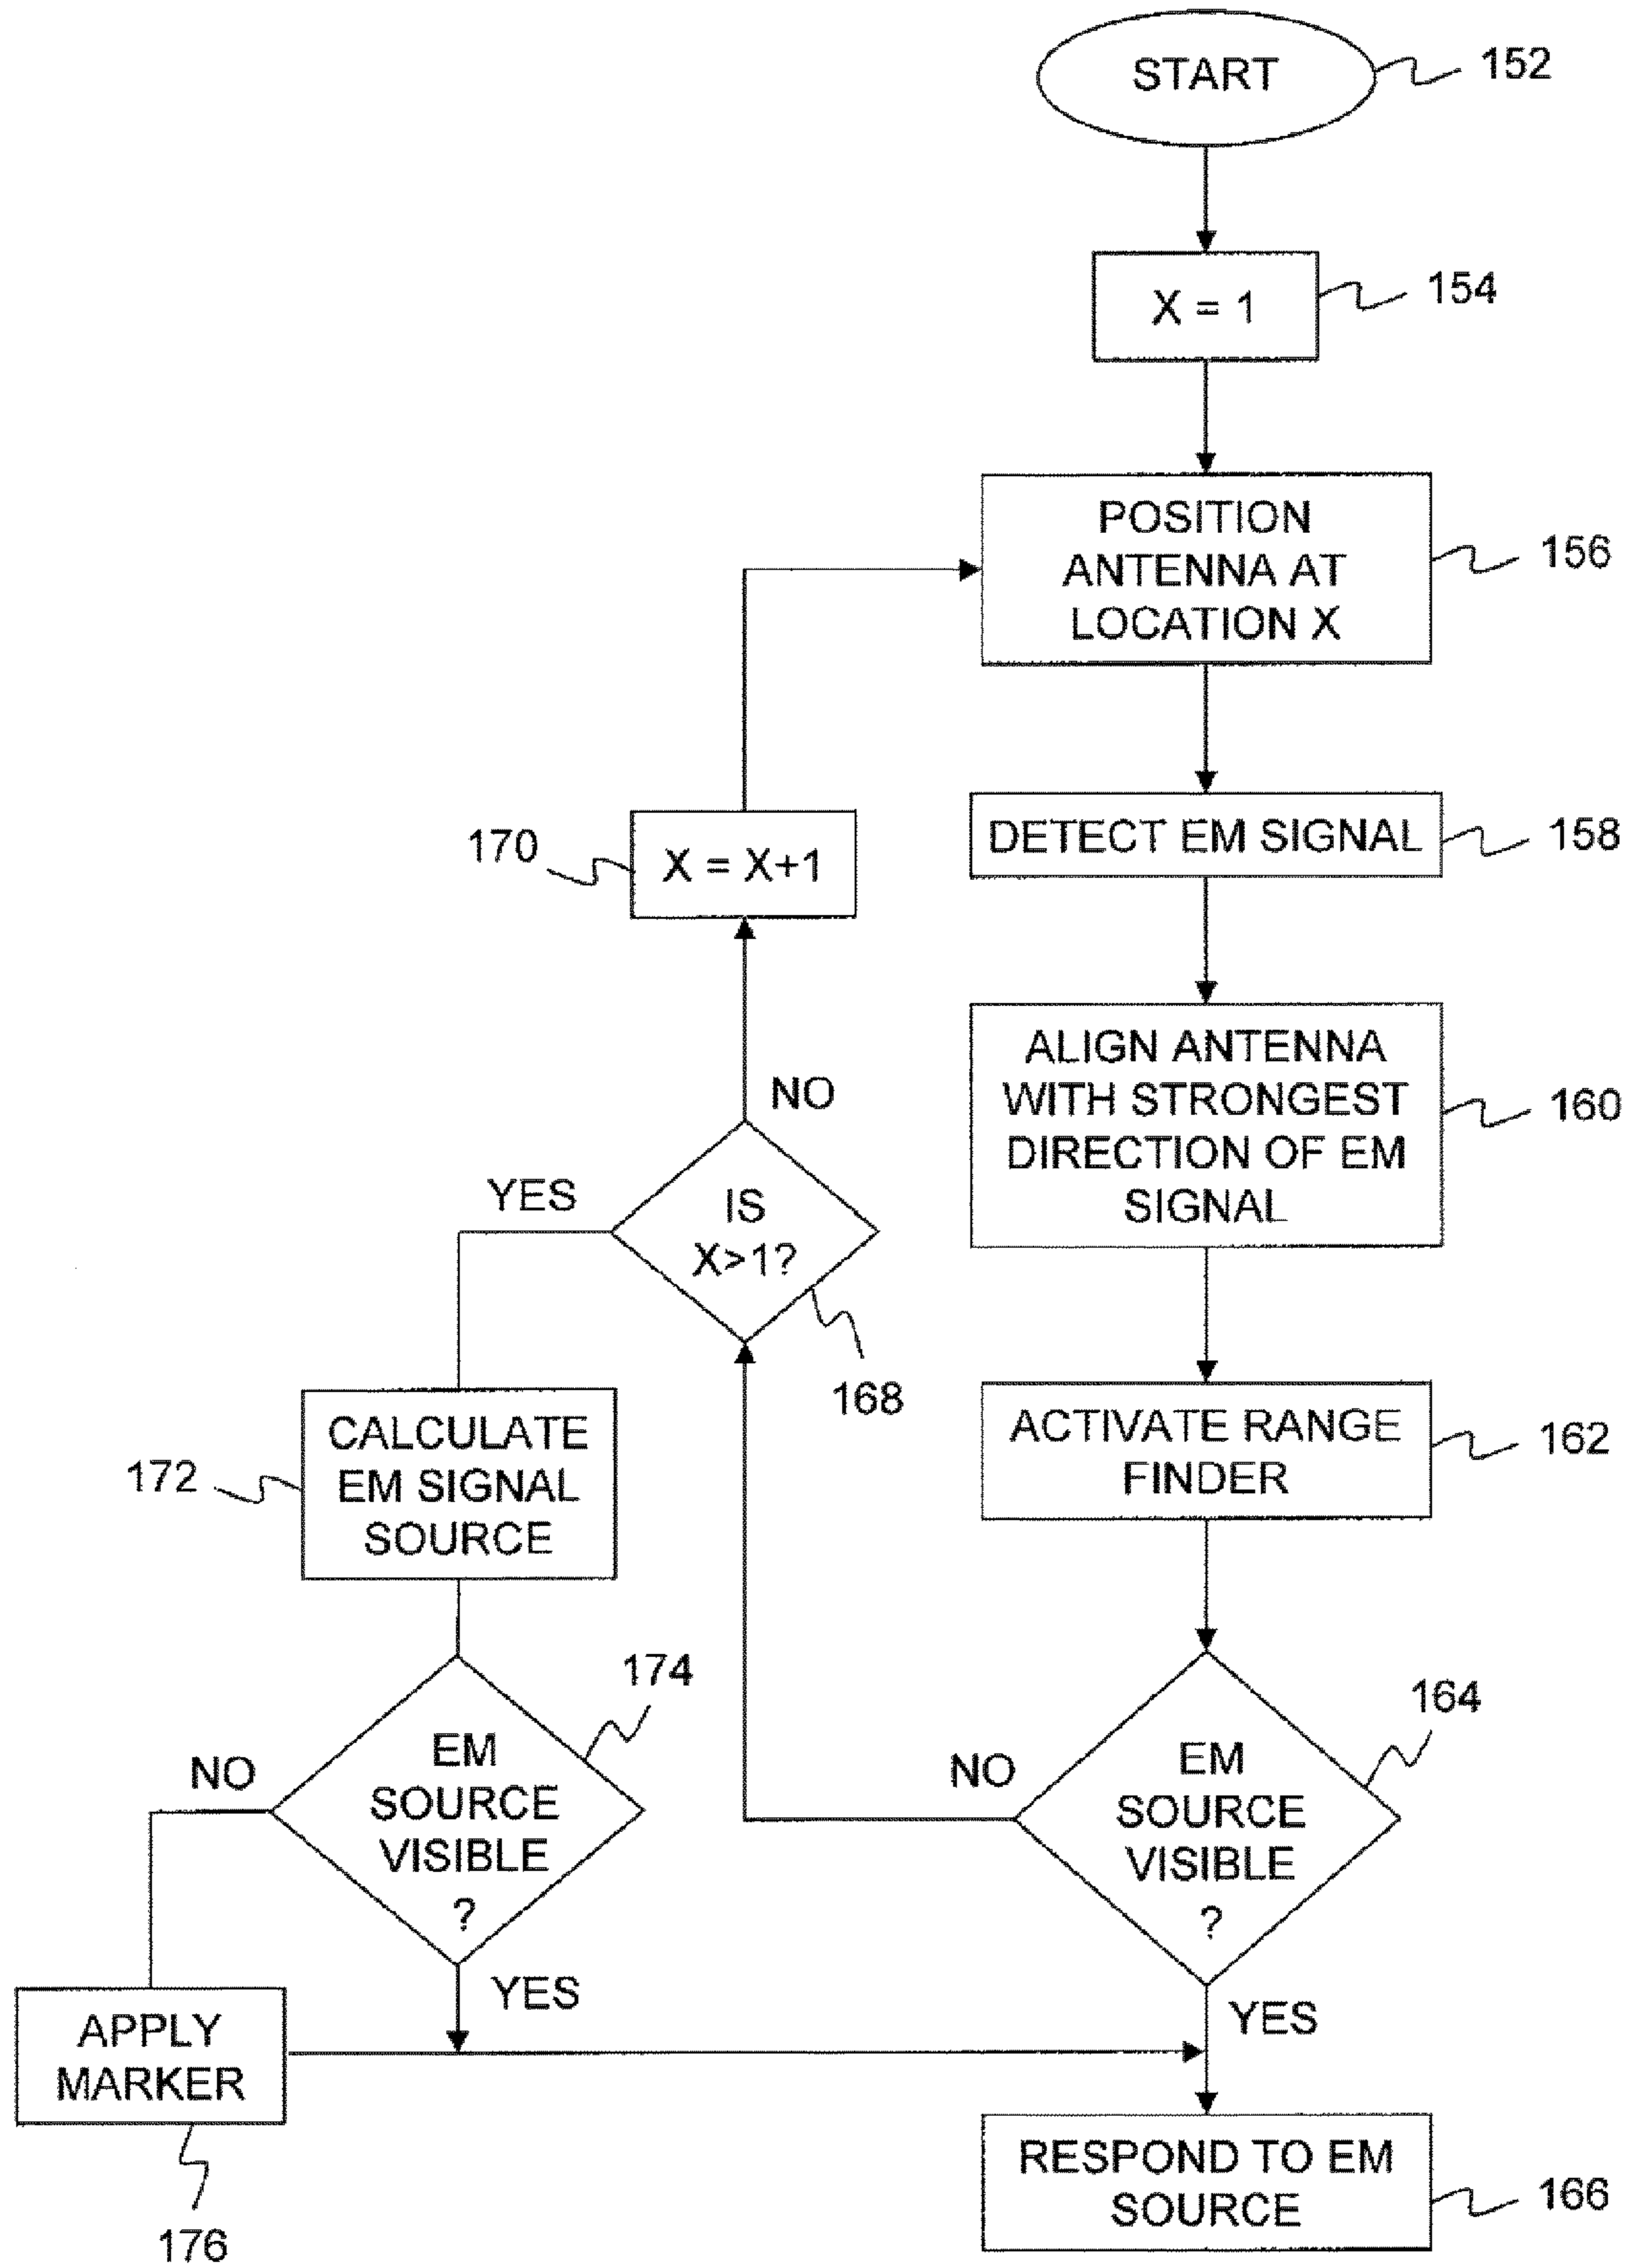 START
152
X = 1
154
POSITION
ANTENNA AT
LOCATION X
156
DETECT EM SIGNAL
158
170
X = X+1
ALIGN ANTENNA
WITH STRONGEST
DIRECTION OF EM
SIGNAL
160
NO
YES
IS
X>1?
168
ACTIVATE RANGE
FINDER
162
172
CALCULATE
EM SIGNAL
SOURCE
174
NO
EM
SOURCE
VISIBLE
?
YES
164
NO
EM
SOURCE
VISIBLE
?
YES
APPLY
MARKER
176
RESPOND TO EM
SOURCE
166